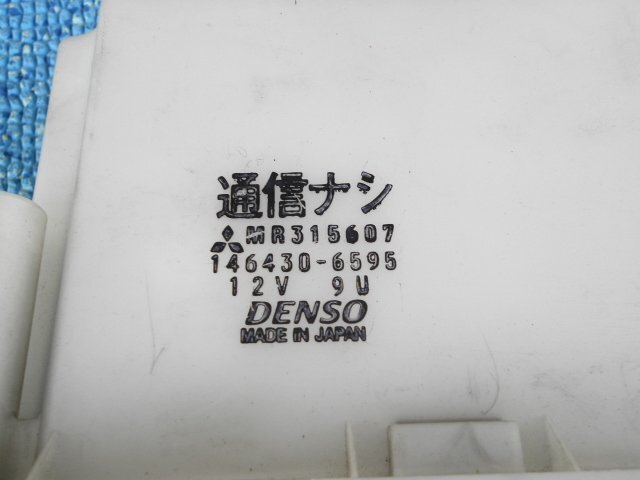 通信ナシ
MR315607
146430-6595
12V 9U
DENSO
MADE IN JAPAN